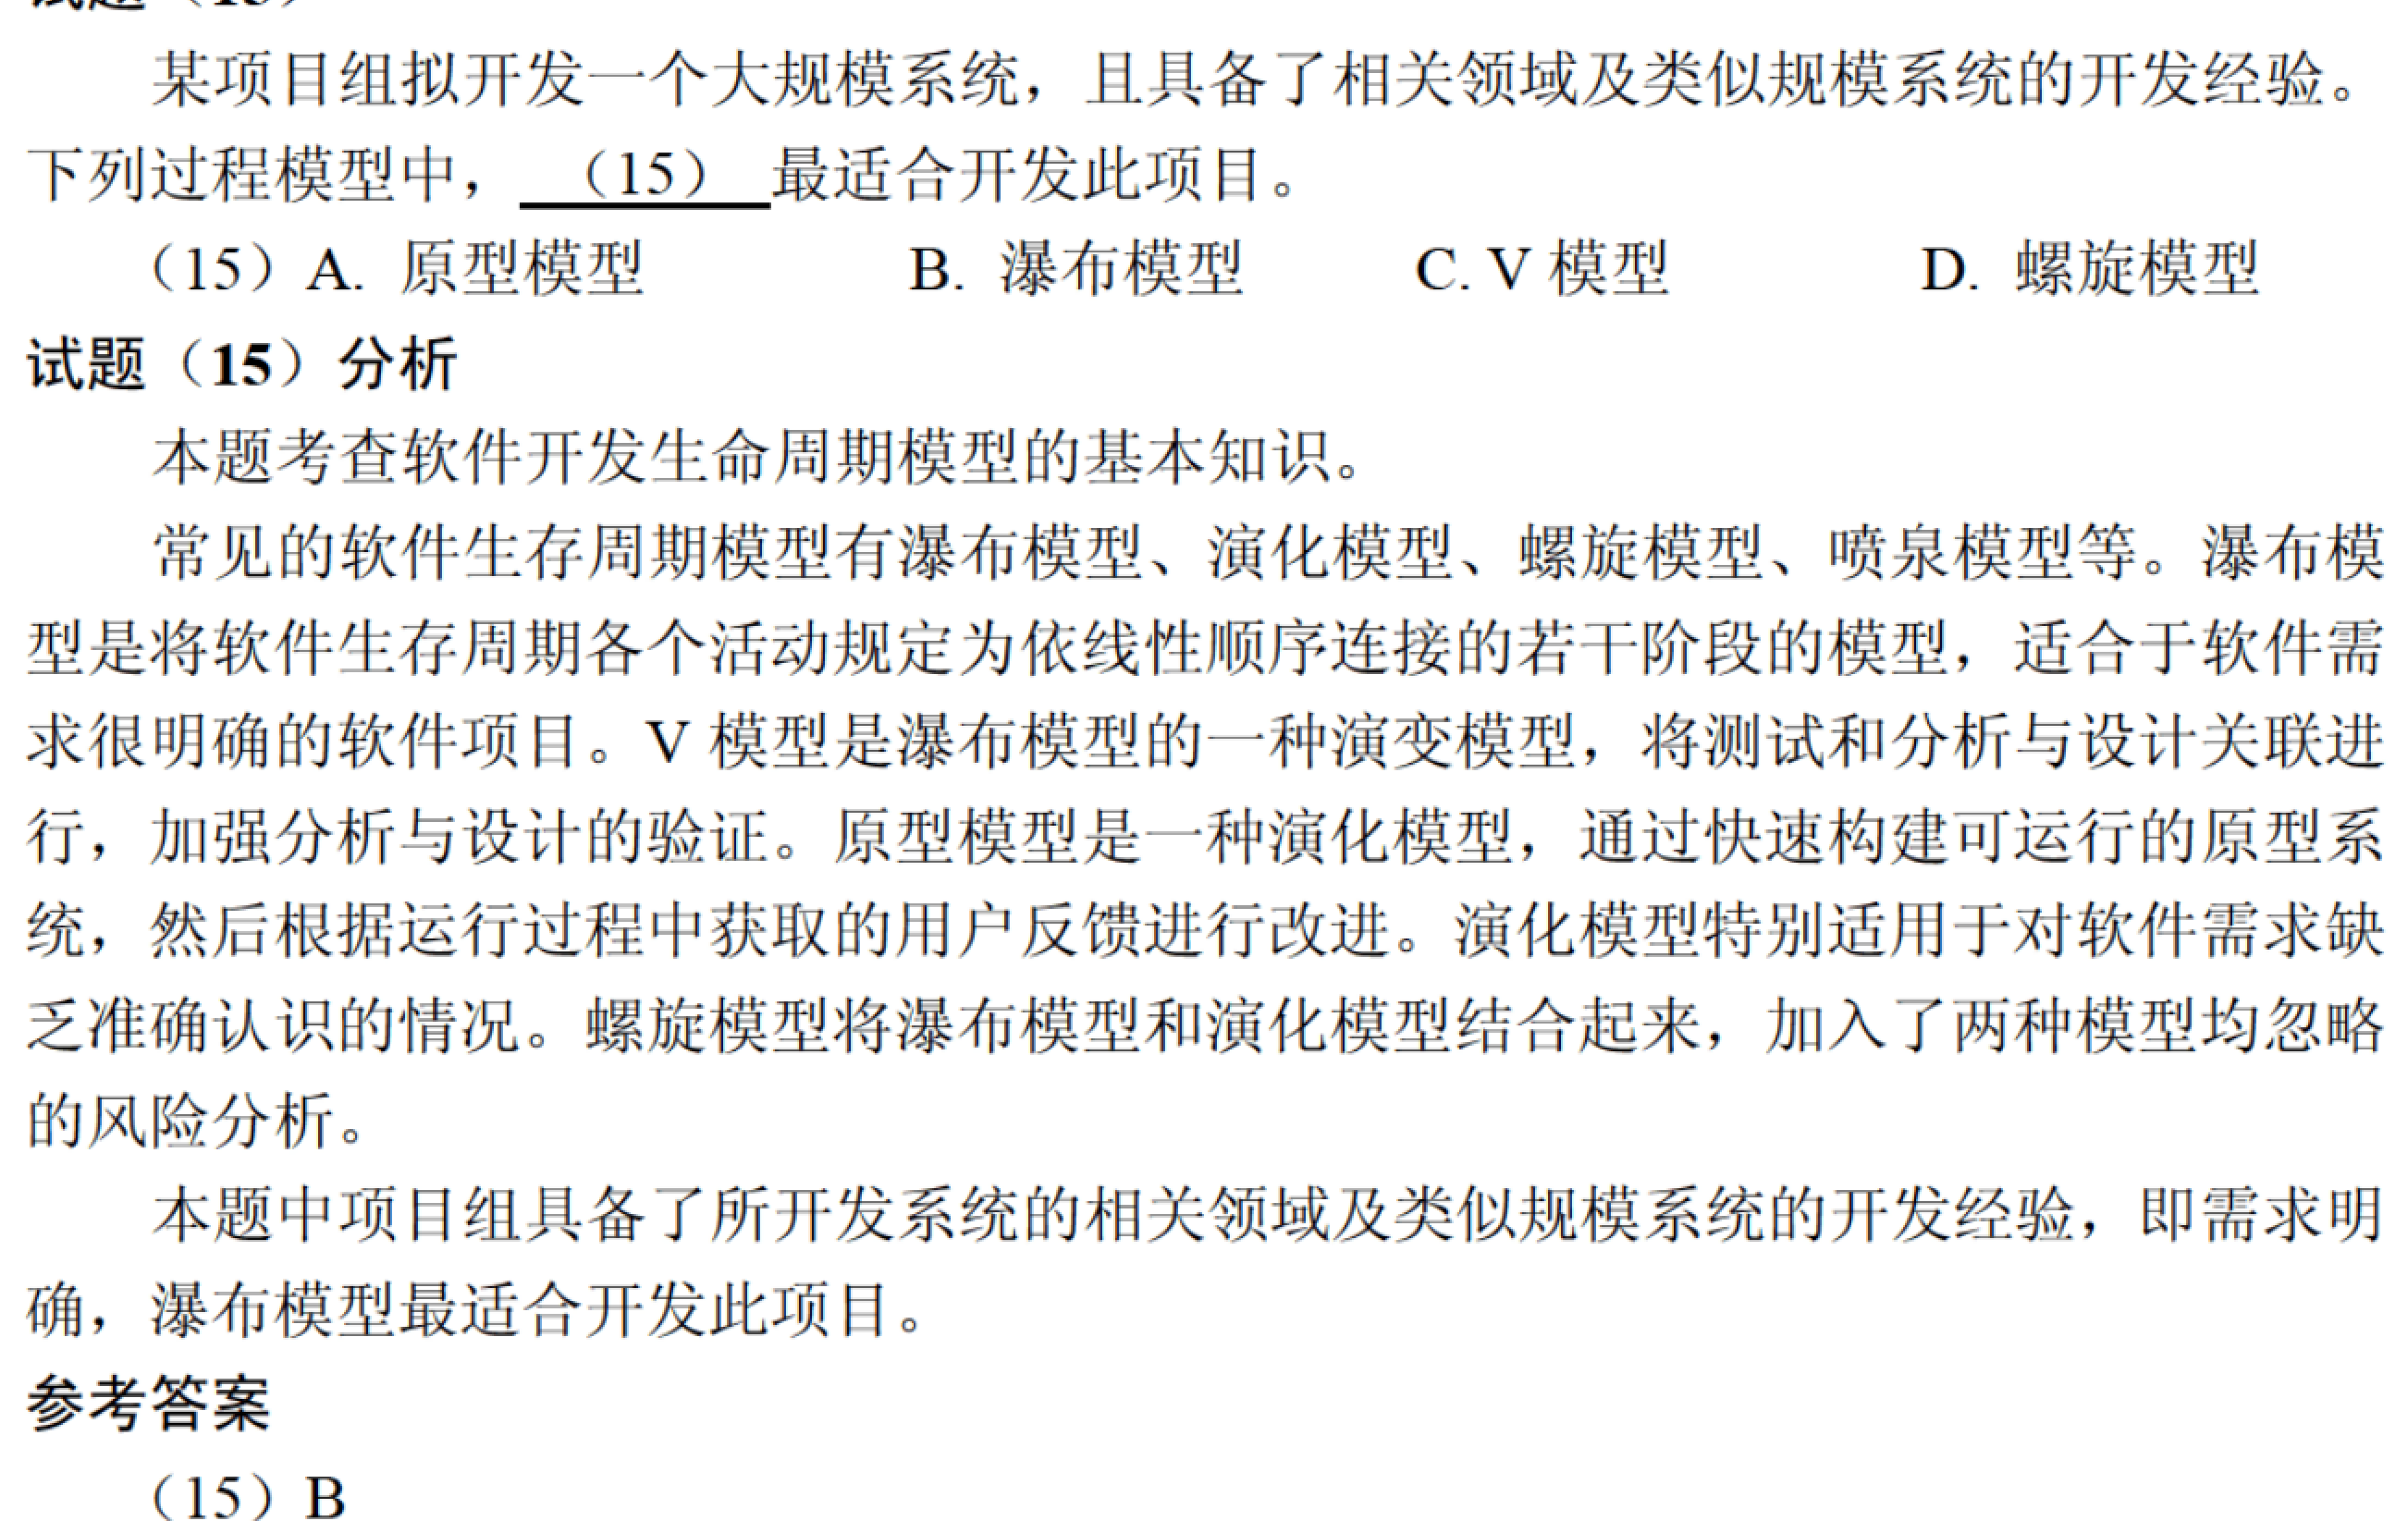 试题（15）
某项目组拟开发一个大规模系统，且具备了相关领域及类似规模系统的开发经验。
下列过程模型中，（15）最适合开发此项目。
（15）A. 原型模型 B. 瀑布模型 C. V 模型 D. 螺旋模型
试题（15）分析
本题考查软件开发生命周期模型的基本知识。
常见的软件生存周期模型有瀑布模型、演化模型、螺旋模型、喷泉模型等。瀑布模
型是将软件生存周期各个活动规定为依线性顺序连接的若干阶段的模型，适合于软件需
求很明确的软件项目。V 模型是瀑布模型的一种演变模型，将测试和分析与设计关联进
行，加强分析与设计的验证。原型模型是一种演化模型，通过快速构建可运行的原型系
统，然后根据运行过程中获取的用户反馈进行改进。演化模型特别适用于对软件需求缺
乏准确认识的情况。螺旋模型将瀑布模型和演化模型结合起来，加入了两种模型均忽略
的风险分析。
本题中项目组具备了所开发系统的相关领域及类似规模系统的开发经验，即需求明
确，瀑布模型最适合开发此项目。
参考答案
（15）B